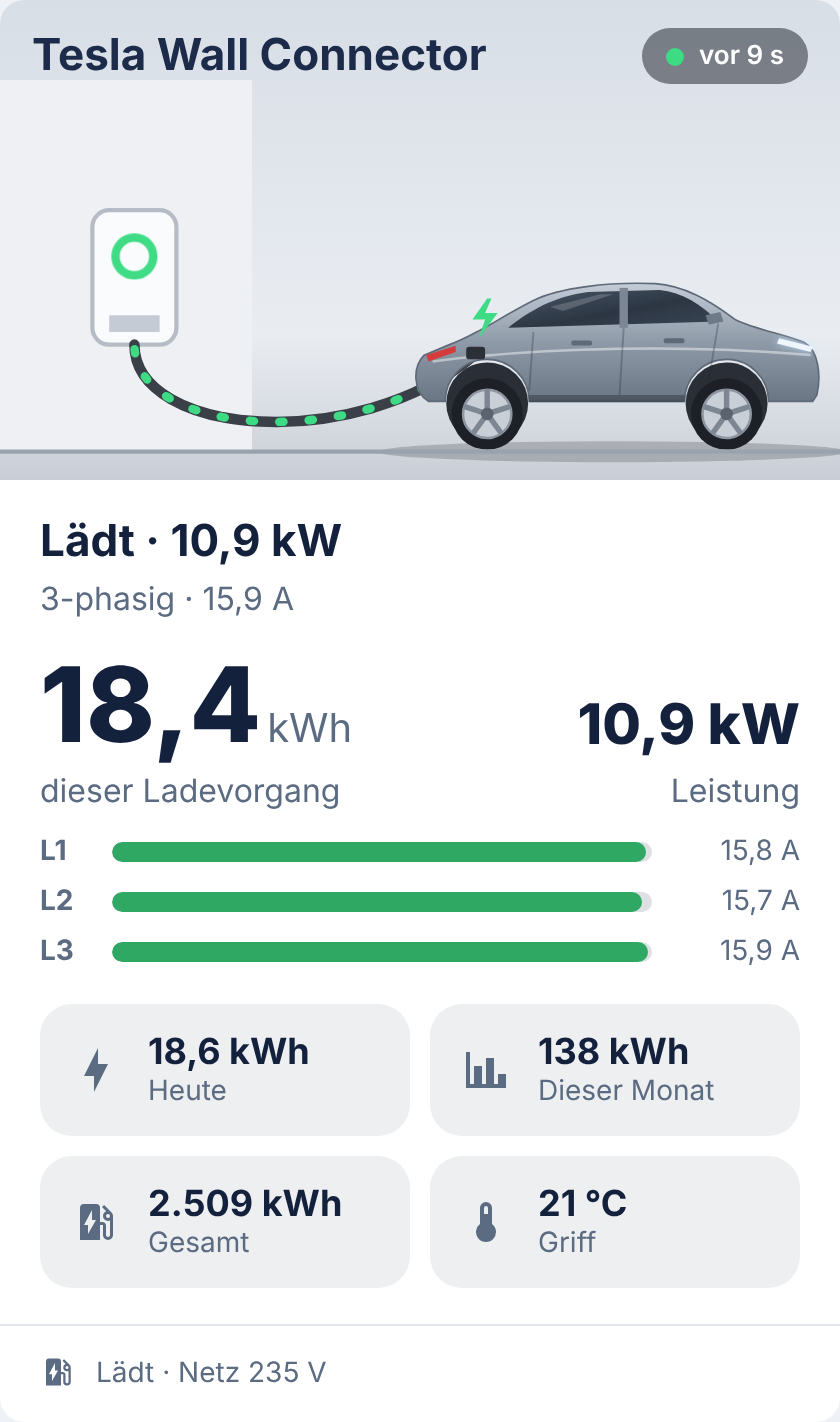 Tesla Wall Connector
vor 9 s
Lädt · 10,9 kW
3-phasig · 15,9 A
18,4 kWh
dieser Ladevorgang
10,9 kW
Leistung
L1 15,8 A
L2 15,7 A
L3 15,9 A
18,6 kWh
Heute
138 kWh
Dieser Monat
2.509 kWh
Gesamt
21 °C
Griff
Lädt · Netz 235 V